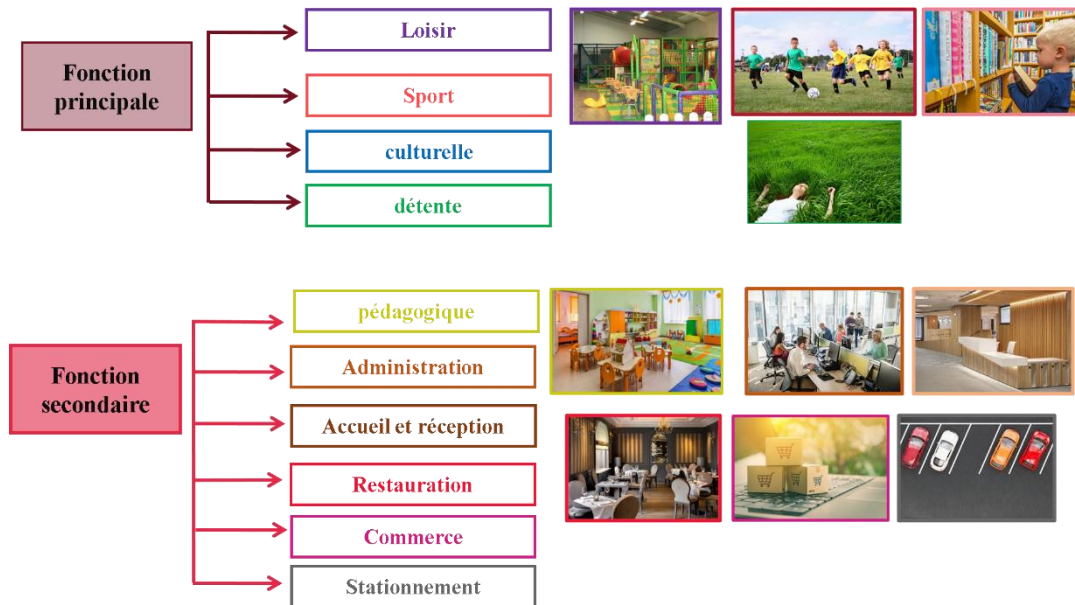 Fonction
principale
Loisir
Sport
culturelle
détente
Fonction
secondaire
pédagogique
Administration
Accueil et réception
Restauration
Commerce
Stationnement